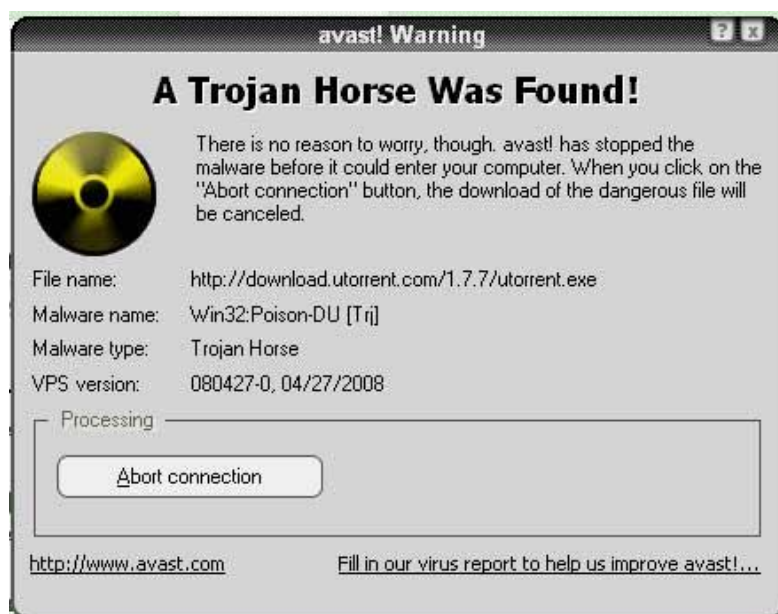 avast! Warning
? x
A Trojan Horse Was Found!
There is no reason to worry, though. avast! has stopped the
malware before it could enter your computer. When you click on the
"Abort connection" button, the download of the dangerous file will
be canceled.
File name: http://download.utorrent.com/1.7.7/utorrent.exe
Malware name: Win32:Poison-DU [Trj]
Malware type: Trojan Horse
VPS version: 080427-0, 04/27/2008
Processing
Abort connection
http://www.avast.com Fill in our virus report to help us improve avast!...